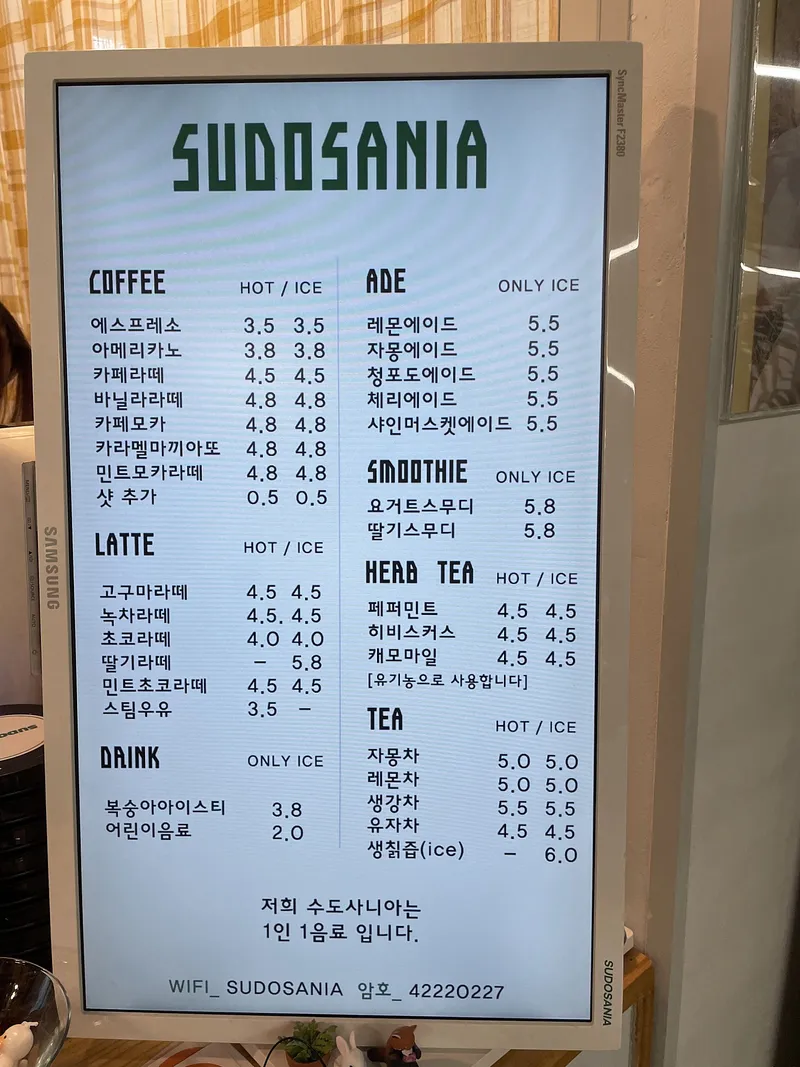 SUDOSANIA
COFFEE HOT / ICE
에스프레소 3.5 3.5
아메리카노 3.8 3.8
카페라떼 4.5 4.5
바닐라라떼 4.8 4.8
카페모카 4.8 4.8
카라멜마끼아또 4.8 4.8
민트모카라떼 4.8 4.8
샷 추가 0.5 0.5
LATTE HOT / ICE
고구마라떼 4.5 4.5
녹차라떼 4.5. 4.5
초코라떼 4.0 4.0
딸기라떼 – 5.8
민트초코라떼 4.5 4.5
스팀우유 3.5 –
DRINK ONLY ICE
복숭아아이스티 3.8
어린이음료 2.0
ADE ONLY ICE
레몬에이드 5.5
자몽에이드 5.5
청포도에이드 5.5
체리에이드 5.5
샤인머스켓에이드 5.5
SMOOTHIE ONLY ICE
요거트스무디 5.8
딸기스무디 5.8
HERB TEA HOT / ICE
페퍼민트 4.5 4.5
히비스커스 4.5 4.5
캐모마일 4.5 4.5
[유기농으로 사용합니다]
TEA HOT / ICE
자몽차 5.0 5.0
레몬차 5.0 5.0
생강차 5.5 5.5
유자차 4.5 4.5
생칡즙(ice) – 6.0
저희 수도사니아는
1인 1음료 입니다.
WIFI_ SUDOSANIA 암호_ 42220227
SyncMaster F2380
SAMSUNG
SUDOSANIA